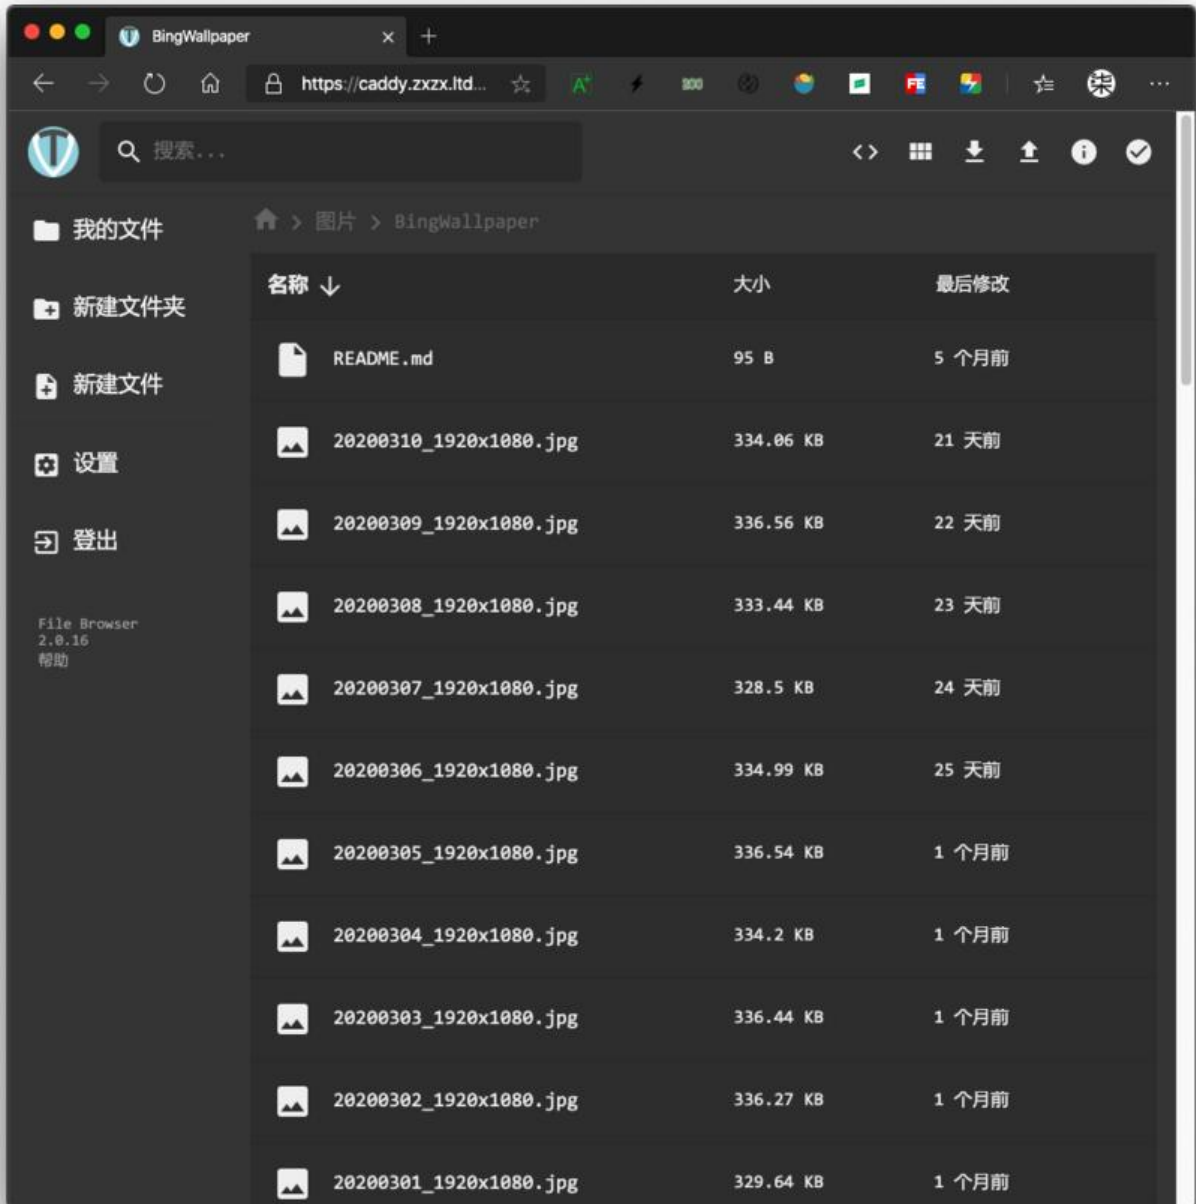 BingWallpaper
https://caddy.zxzx.ltd...
搜索...
我的文件
新建文件夹
新建文件
设置
登出
File Browser
2.0.16
帮助
图片 > BingWallpaper
名称 大小 最后修改
README.md 95 B 5 个月前
20200310_1920x1080.jpg 334.06 KB 21 天前
20200309_1920x1080.jpg 336.56 KB 22 天前
20200308_1920x1080.jpg 333.44 KB 23 天前
20200307_1920x1080.jpg 328.5 KB 24 天前
20200306_1920x1080.jpg 334.99 KB 25 天前
20200305_1920x1080.jpg 336.54 KB 1 个月前
20200304_1920x1080.jpg 334.2 KB 1 个月前
20200303_1920x1080.jpg 336.44 KB 1 个月前
20200302_1920x1080.jpg 336.27 KB 1 个月前
20200301_1920x1080.jpg 329.64 KB 1 个月前